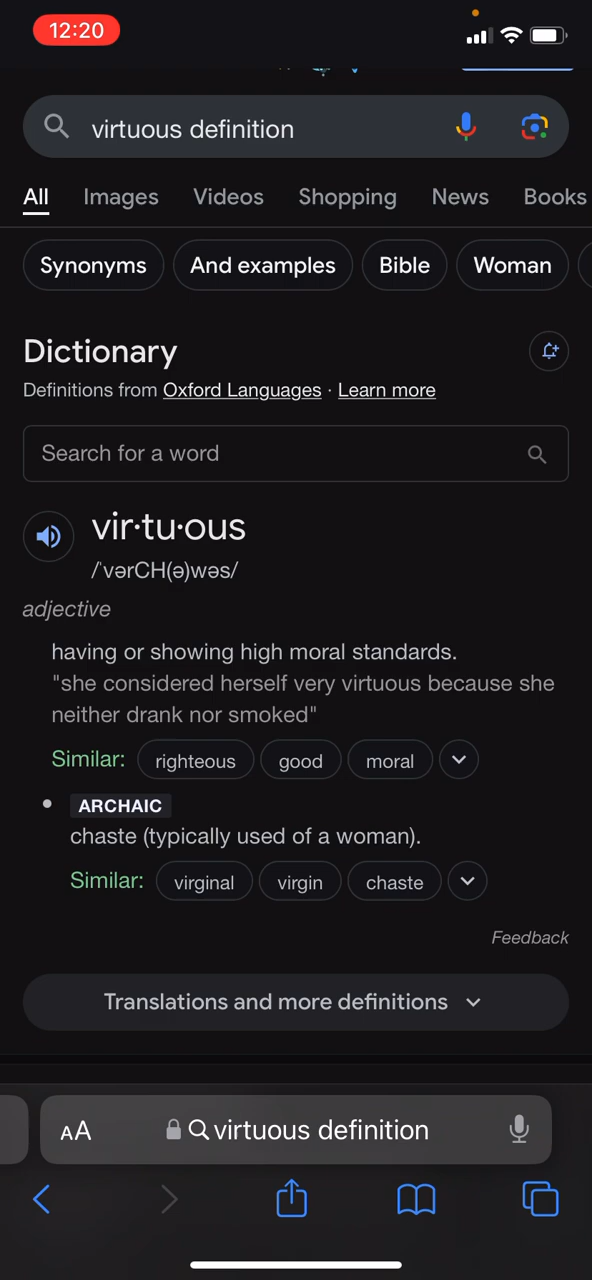 12:20
virtuous definition
All Images Videos Shopping News Books
Synonyms And examples Bible Woman
Dictionary
Definitions from Oxford Languages · Learn more
Search for a word
vir·tu·ous
/ˈvərCH(ə)wəs/
adjective
having or showing high moral standards.
"she considered herself very virtuous because she
neither drank nor smoked"
Similar: righteous good moral
• ARCHAIC
chaste (typically used of a woman).
Similar: virginal virgin chaste
Feedback
Translations and more definitions
AA virtuous definition